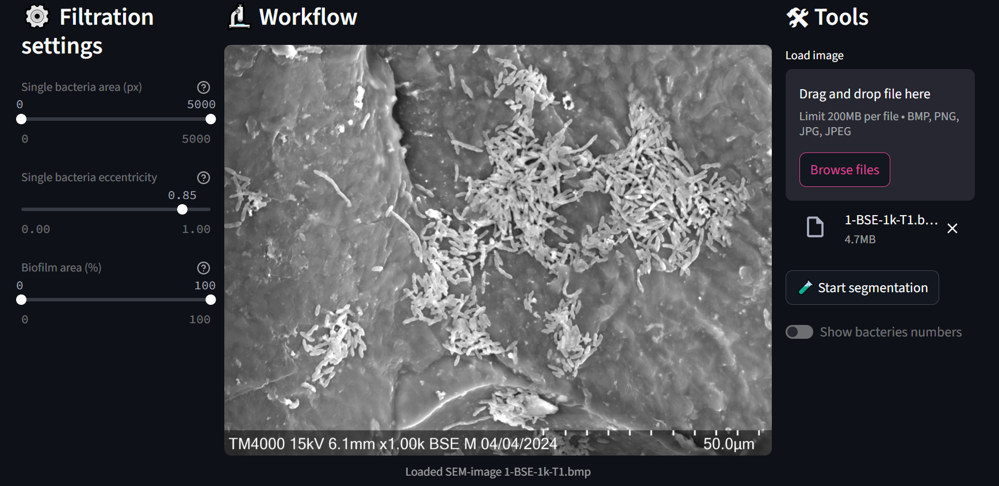 Filtration
settings
Single bacteria area (px)
0 5000
0 5000
Single bacteria eccentricity
0.85
0.00 1.00
Biofilm area (%)
0 100
0 100
Workflow
TM4000 15kV 6.1mm x1.00k BSE M 04/04/2024 50.0µm
Loaded SEM-image 1-BSE-1k-T1.bmp
Tools
Load image
Drag and drop file here
Limit 200MB per file • BMP, PNG,
JPG, JPEG
Browse files
1-BSE-1k-T1.b...
4.7MB
Start segmentation
Show bacteries numbers